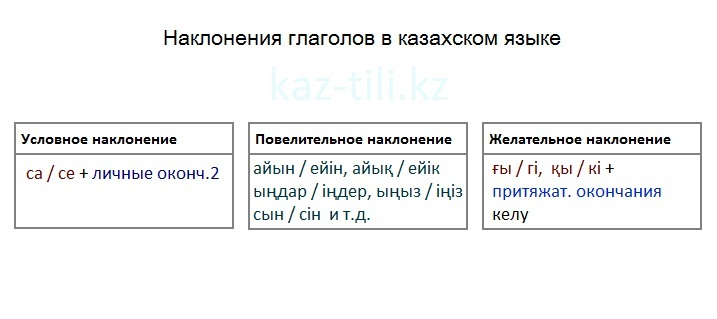 Наклонения глаголов в казахском языке
kaz-tili.kz
Условное наклонение
са / се + личные оконч.2
Повелительное наклонение
айын / ейін, айық / ейік
ыңдар / іңдер, ыңыз / іңіз
сын / сін и т.д.
Желательное наклонение
ғы / гі, қы / кі +
притяжат. окончания
келу